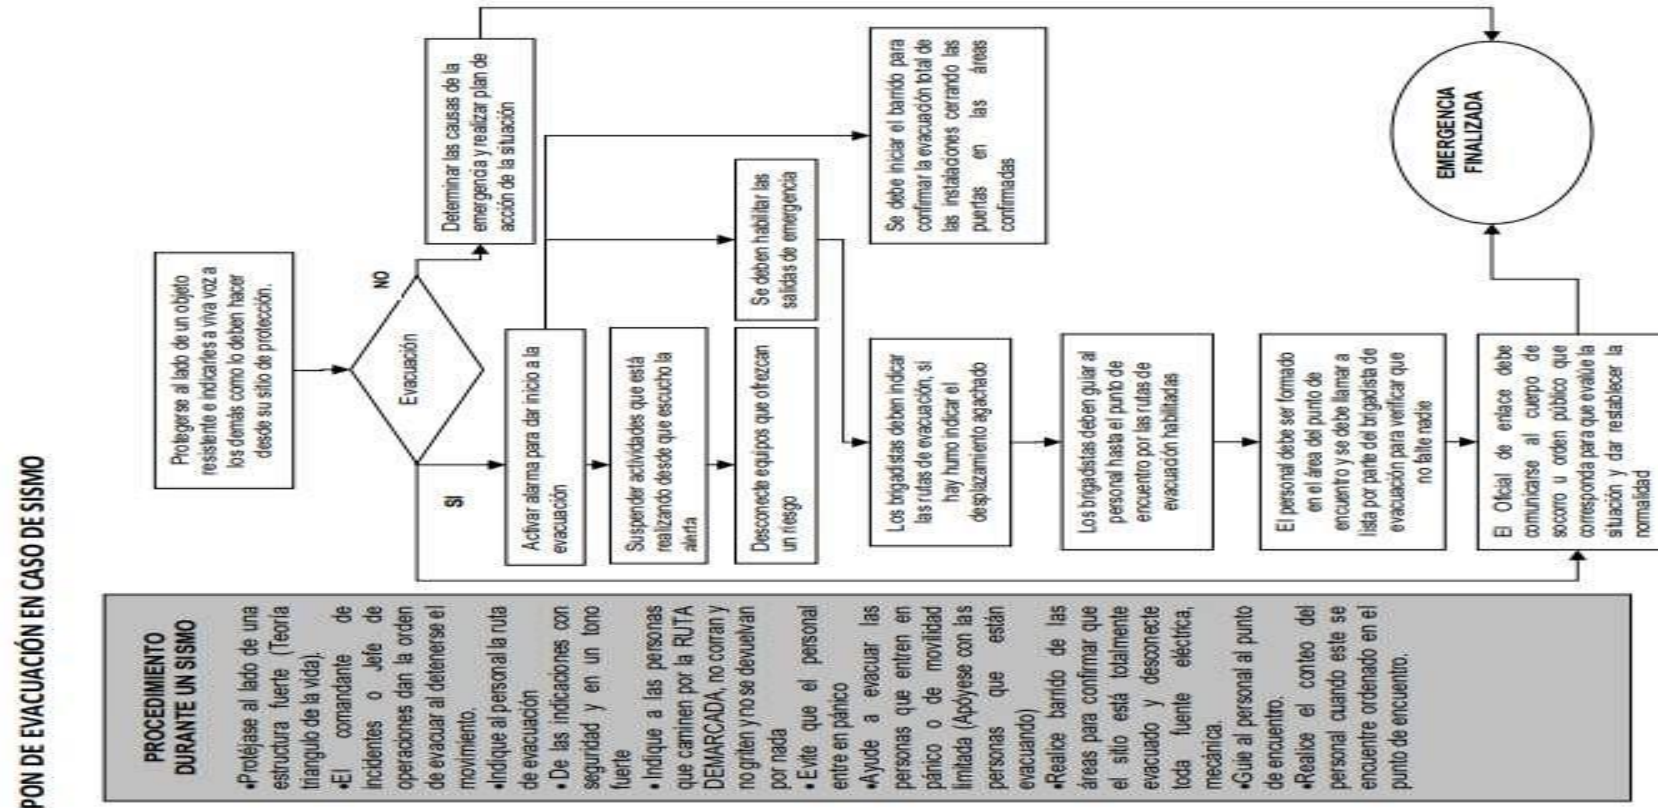 PON DE EVACUACIÓN EN CASO DE SISMO
PROCEDIMIENTO
DURANTE UN SISMO
•Protéjase al lado de una
estructura fuerte (Teoría
triangulo de la vida).
•El comandante de
incidentes o Jefe de
operaciones dan la orden
de evacuar al detenerse el
movimiento.
•Indique al personal la ruta
de evacuación
• De las indicaciones con
seguridad y en un tono
fuerte
• Indique a las personas
que caminen por la RUTA
DEMARCADA, no corran y
no griten y no se devuelvan
por nada
• Evite que el personal
entre en pánico
•Ayude a evacuar las
personas que entren en
pánico o de movilidad
limitada (Apóyese con las
personas que están
evacuando)
•Realice barrido de las
áreas para confirmar que
el sitio está totalmente
evacuado y desconecte
toda fuente eléctrica,
mecánica.
•Guíe al personal al punto
de encuentro.
•Realice el conteo del
personal cuando este se
encuentre ordenado en el
punto de encuentro.
Protegerse al lado de un objeto
resistente e indicarles a viva voz a
los demás como lo deben hacer
desde su sitio de protección.
Evacuación
NO
SI
Determinar las causas de la
emergencia y realizar plan de
acción de la situación
Activar alarma para dar inicio a la
evacuación
Suspender actividades que está
realizando desde que escucho la
alerta
Desconecte equipos que ofrezcan
un riesgo
Se deben habilitar las
salidas de emergencia
Se debe iniciar el barrido para
confirmar la evacuación total de
las instalaciones cerrando las
puertas en las áreas
confirmadas
Los brigadistas deben indicar
las rutas de evacuación, si
hay humo indicar el
desplazamiento agachado
Los brigadistas deben guiar al
personal hasta el punto de
encuentro por las rutas de
evacuación habilitadas
El personal debe ser formado
en el área del punto de
encuentro y se debe llamar a
lista por parte del brigadista de
evacuación para verificar que
no falte nadie
El Oficial de enlace debe
comunicarse al cuerpo de
socorro u orden público que
corresponda para que evalúe la
situación y dar restablecer la
normalidad
EMERGENCIA
FINALIZADA